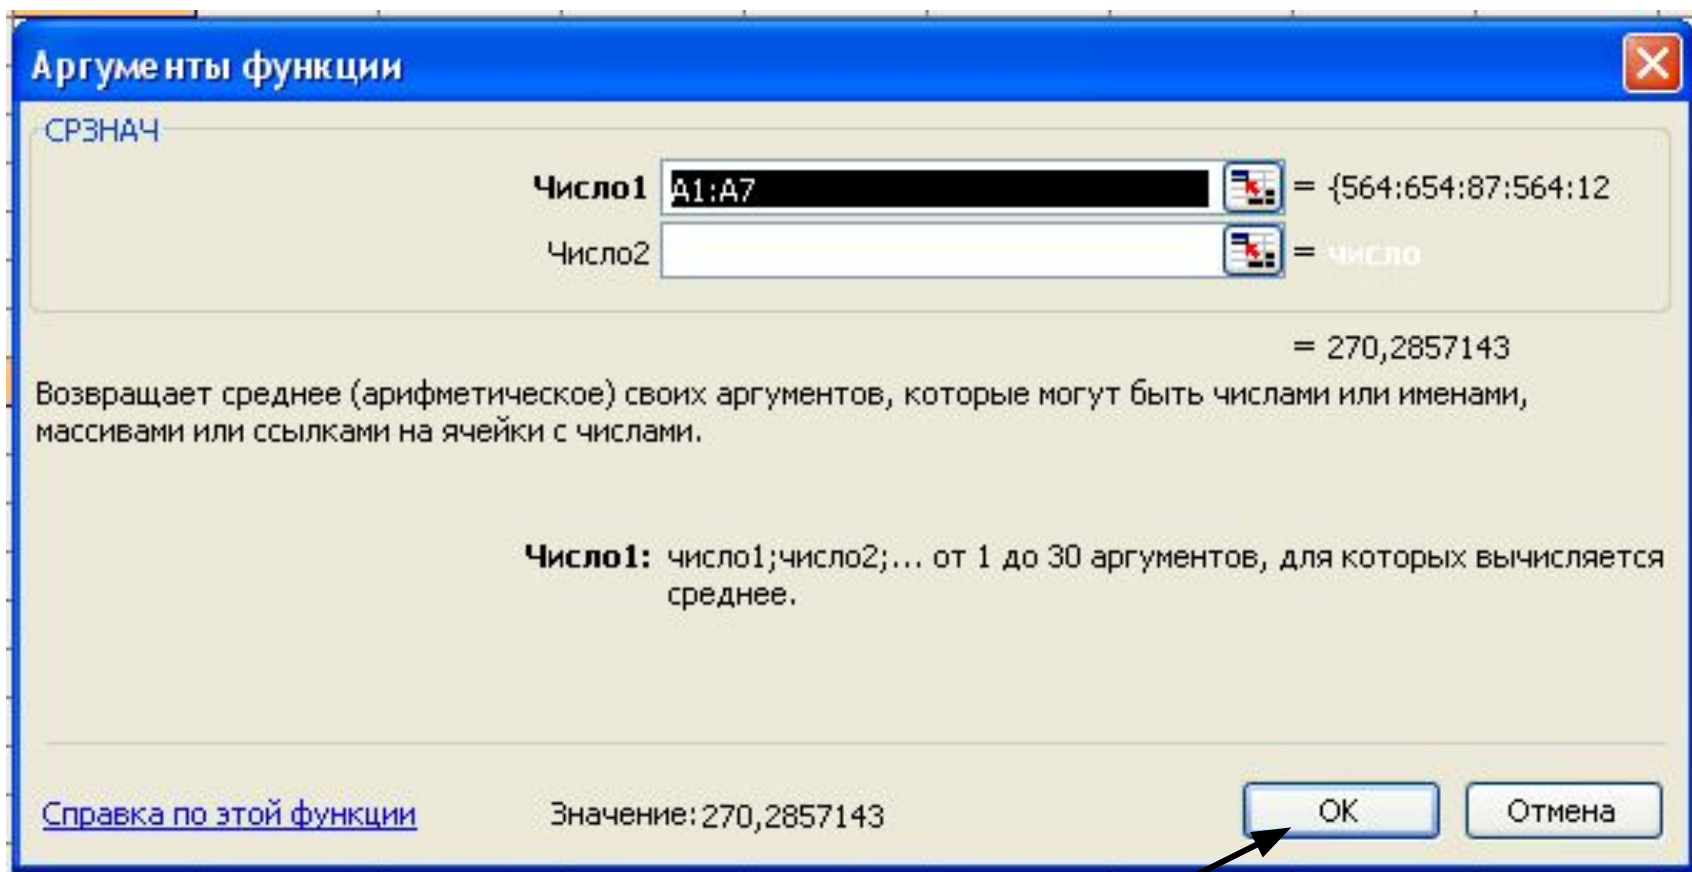 Аргументы функции
СРЗНАЧ
Число1 A1:A7 = {564:654:87:564:12
Число2 = число
= 270,2857143
Возвращает среднее (арифметическое) своих аргументов, которые могут быть числами или именами,
массивами или ссылками на ячейки с числами.
Число1: число1;число2;... от 1 до 30 аргументов, для которых вычисляется
среднее.
Справка по этой функции Значение:270,2857143 ОК Отмена